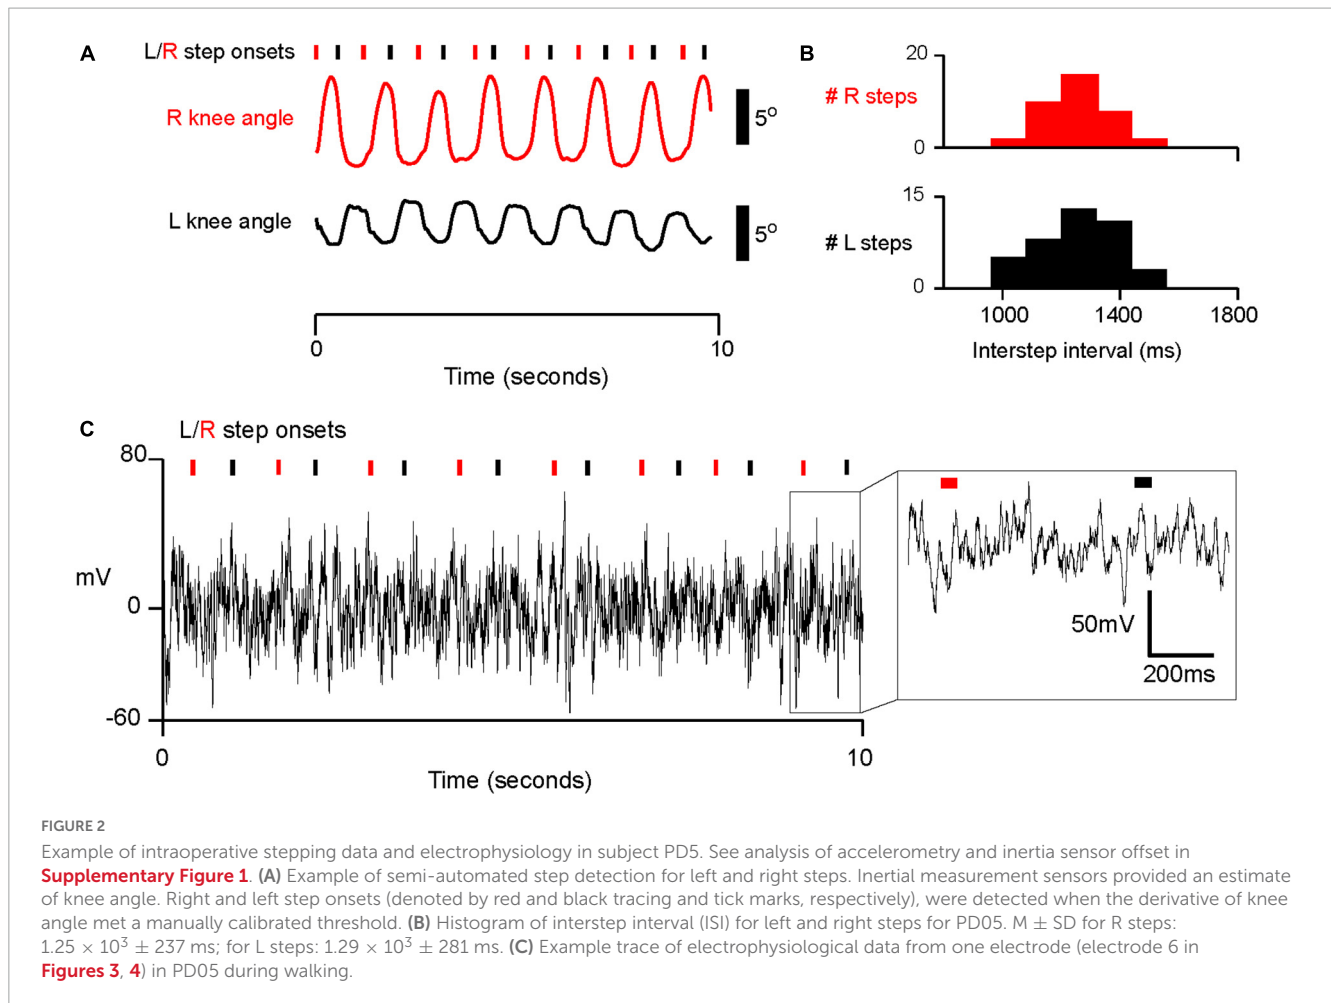 A
L/R step onsets
R knee angle
5o
L knee angle
5o
0
10
Time (seconds)
B
20
# R steps
0
15
# L steps
0
1000
1400
1800
Interstep interval (ms)
C
L/R step onsets
80
mV
0
-60
0
10
Time (seconds)
50mV
200ms
FIGURE 2
Example of intraoperative stepping data and electrophysiology in subject PD5. See analysis of accelerometry and inertia sensor offset in
Supplementary Figure 1. (A) Example of semi-automated step detection for left and right steps. Inertial measurement sensors provided an estimate
of knee angle. Right and left step onsets (denoted by red and black tracing and tick marks, respectively), were detected when the derivative of knee
angle met a manually calibrated threshold. (B) Histogram of interstep interval (ISI) for left and right steps for PD05. M ± SD for R steps:
1.25 × 10³ ± 237 ms; for L steps: 1.29 × 10³ ± 281 ms. (C) Example trace of electrophysiological data from one electrode (electrode 6 in
Figures 3, 4) in PD05 during walking.